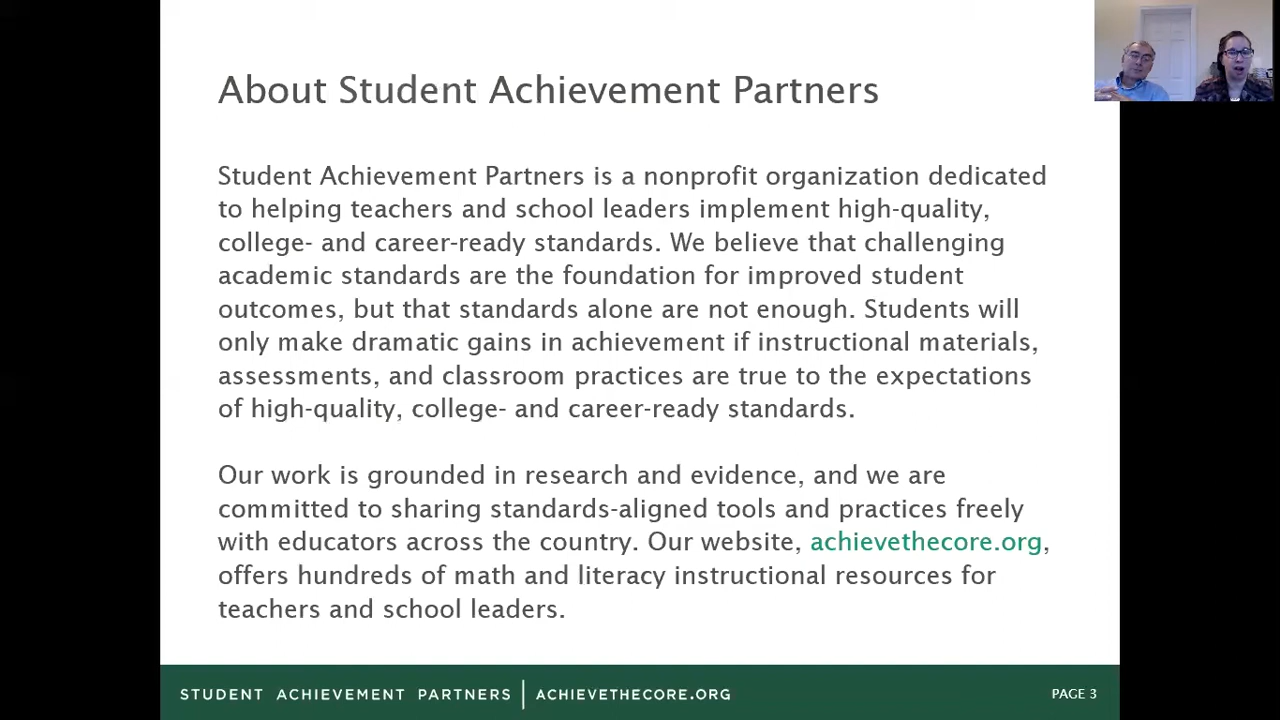 About Student Achievement Partners
Student Achievement Partners is a nonprofit organization dedicated
to helping teachers and school leaders implement high-quality,
college- and career-ready standards. We believe that challenging
academic standards are the foundation for improved student
outcomes, but that standards alone are not enough. Students will
only make dramatic gains in achievement if instructional materials,
assessments, and classroom practices are true to the expectations
of high-quality, college- and career-ready standards.
Our work is grounded in research and evidence, and we are
committed to sharing standards-aligned tools and practices freely
with educators across the country. Our website, achievethecore.org,
offers hundreds of math and literacy instructional resources for
teachers and school leaders.
STUDENT ACHIEVEMENT PARTNERS | ACHIEVETHECORE.ORG
PAGE 3